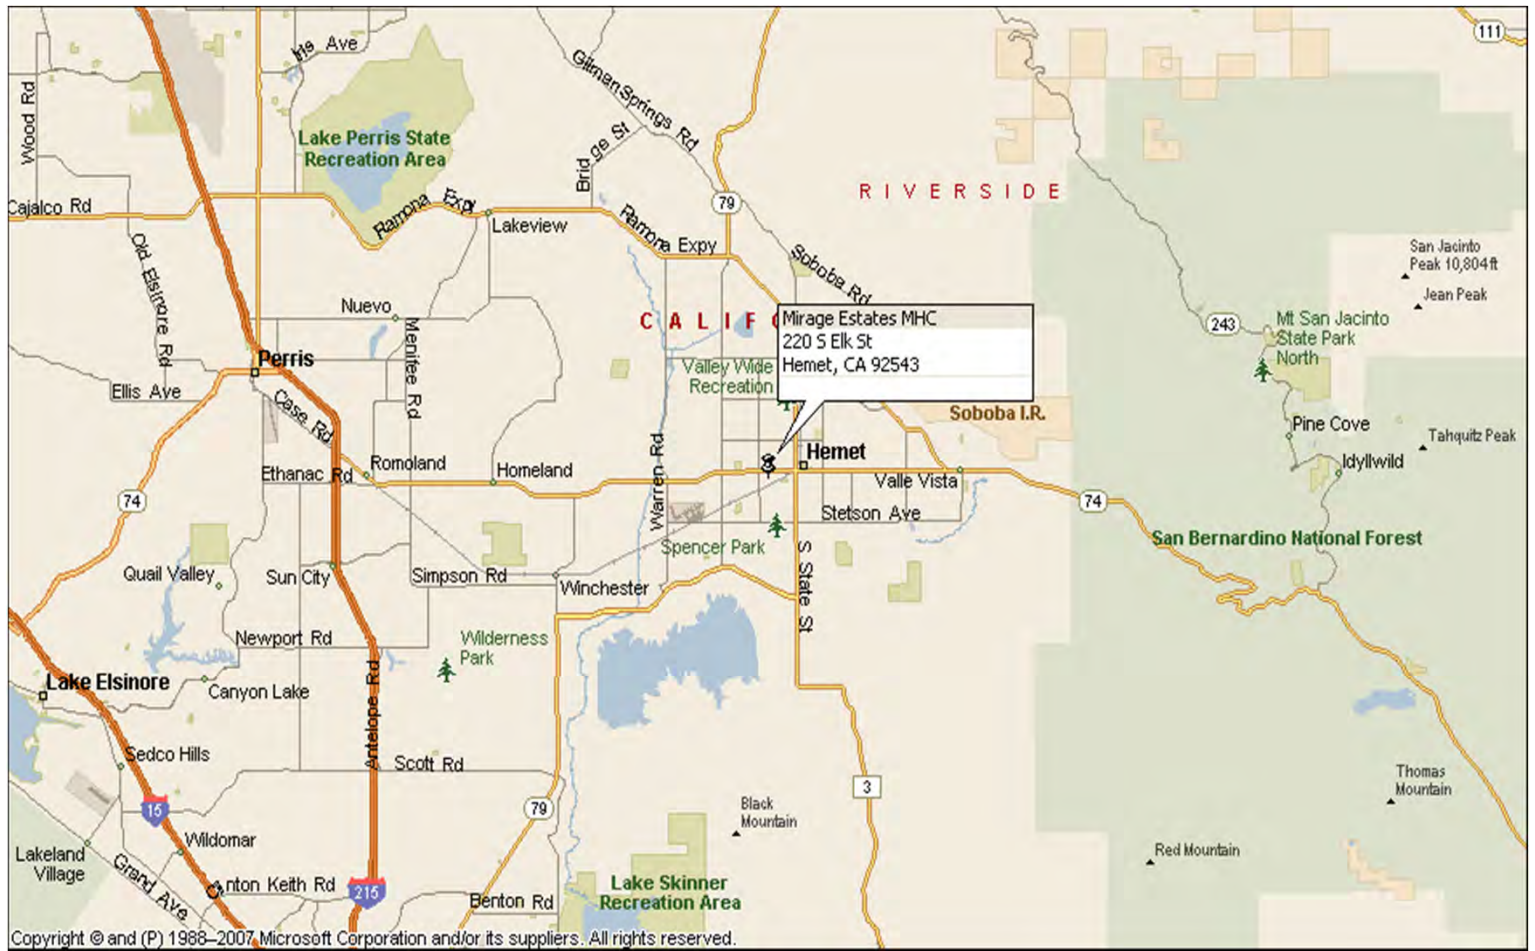 Iris Ave
111
Wood Rd
Gilman Springs Rd
Lake Perris State
Recreation Area
Bridge St
RIVERSIDE
79
Cajalco Rd
Ramona Expy
Lakeview
Ramona Expy
Soboba Rd
Old Elsinore Rd
San Jacinto
Peak 10,804 ft
Jean Peak
Nuevo
CALIFO
Mirage Estates MHC
220 S Elk St
Hemet, CA 92543
243
Mt San Jacinto
State Park
North
Menifee Rd
Perris
Valley Wide
Recreation
Ellis Ave
Case Rd
Soboba I.R.
Pine Cove
Tahquitz Peak
Idyllwild
Warren Rd
Hemet
Romoland
Homeland
Ethanac Rd
Valle Vista
74
74
Stetson Ave
Spencer Park
San Bernardino National Forest
Quail Valley
Sun City
Simpson Rd
Winchester
S State St
Newport Rd
Wilderness
Park
Antelope Rd
Lake Elsinore
Canyon Lake
Sedco Hills
Scott Rd
Thomas
Mountain
3
79
15
Black
Mountain
Wildomar
Red Mountain
Lakeland
Village
Grand Ave
nton Keith Rd
215
Benton Rd
Lake Skinner
Recreation Area
Copyright © and (P) 1988–2007 Microsoft Corporation and/or its suppliers. All rights reserved.